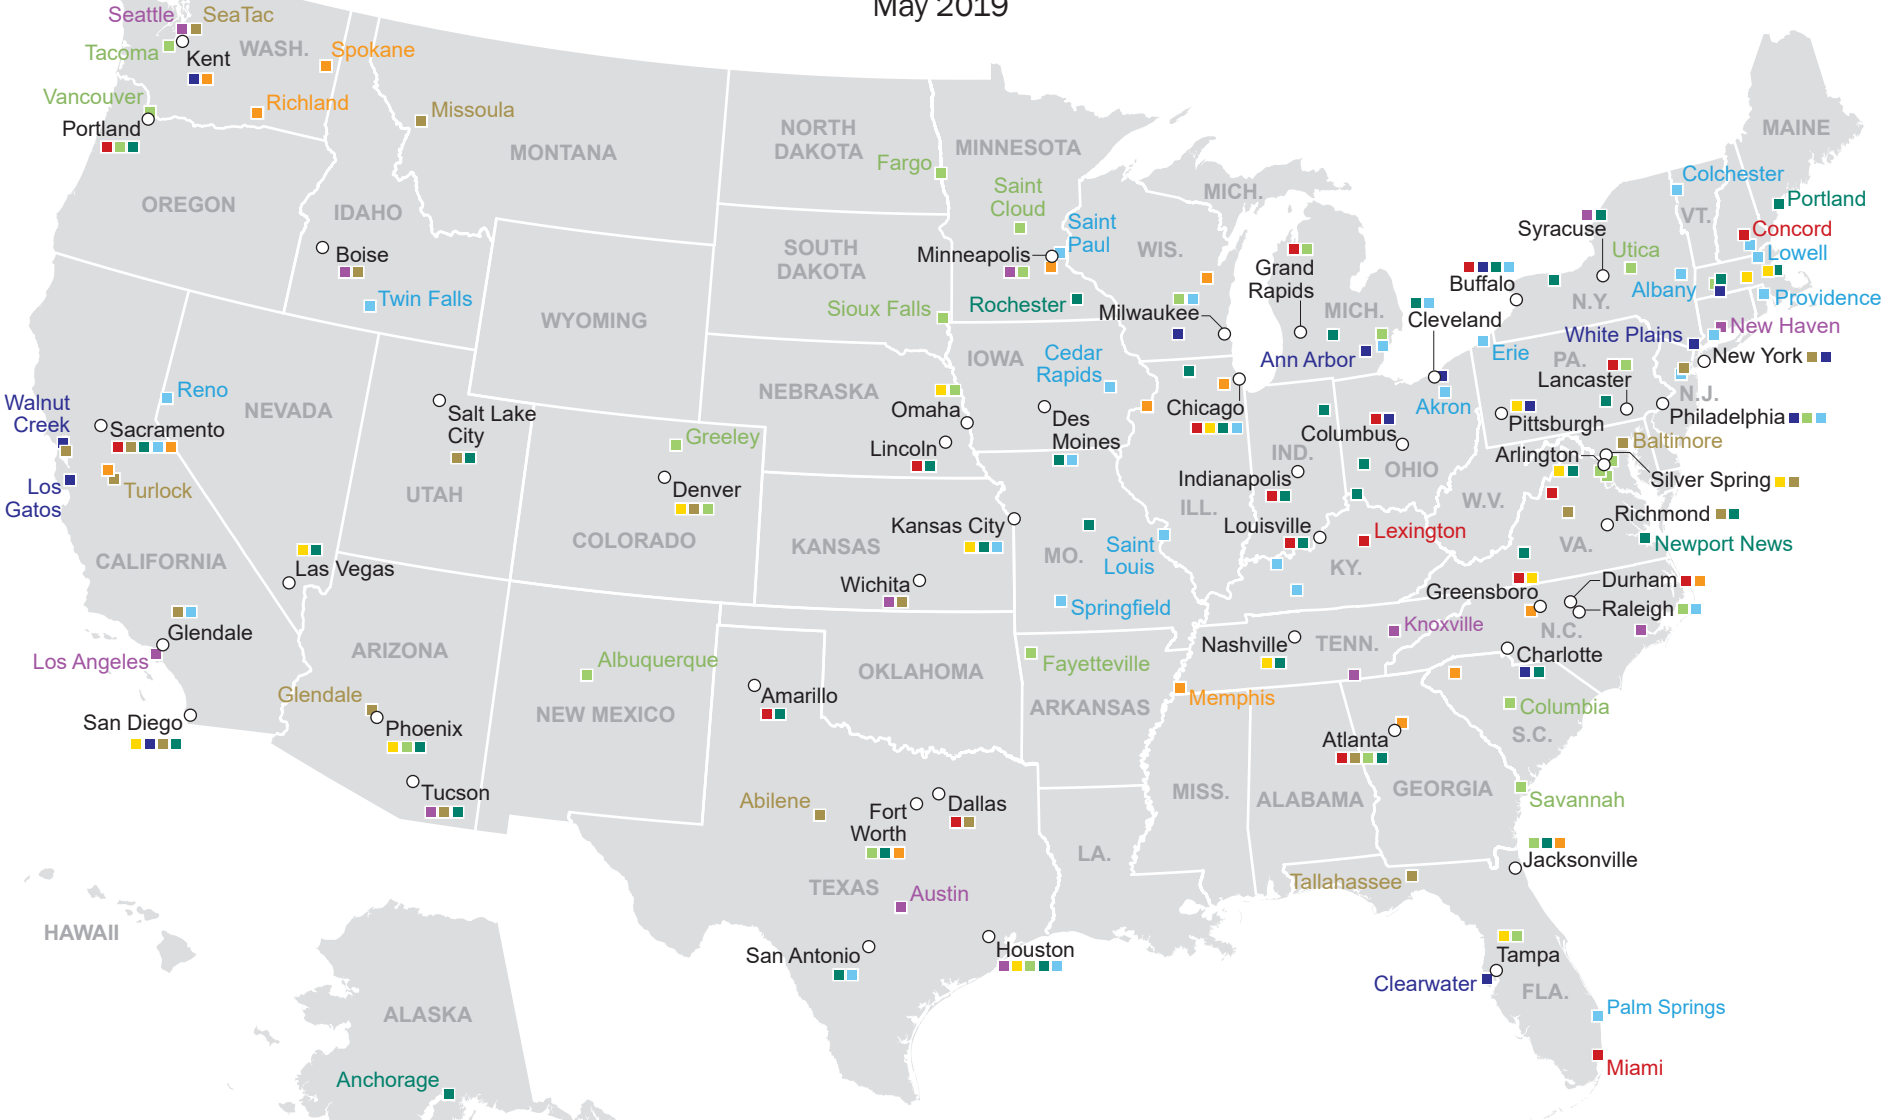 May 2019
Seattle
SeaTac
Tacoma
Kent
WASH.
Spokane
Vancouver
Richland
Portland
Missoula
MONTANA
NORTH
DAKOTA
MINNESOTA
Fargo
Saint
Cloud
MICH.
MAINE
Colchester
OREGON
IDAHO
Saint
Paul
VT.
Portland
Boise
SOUTH
DAKOTA
Minneapolis
WIS.
Syracuse
Concord
Utica
Lowell
Twin Falls
Grand
Rapids
Buffalo
Albany
Providence
WYOMING
Sioux Falls
Rochester
Milwaukee
MICH.
Cleveland
N.Y.
New Haven
White Plains
IOWA
Cedar
Rapids
Ann Arbor
Erie
PA.
New York
Walnut
Creek
Reno
NEVADA
Salt Lake
City
NEBRASKA
Omaha
Des
Moines
Chicago
Akron
Lancaster
N.J.
Sacramento
Greeley
Lincoln
Columbus
Pittsburgh
Philadelphia
Los
Gatos
Turlock
UTAH
Denver
IND.
OHIO
Arlington
Baltimore
Indianapolis
Silver Spring
W.V.
CALIFORNIA
COLORADO
KANSAS
Kansas City
MO.
Saint
Louis
ILL.
Louisville
Lexington
Richmond
VA.
Newport News
Las Vegas
Wichita
KY.
Springfield
Greensboro
Durham
Raleigh
Glendale
Los Angeles
ARIZONA
Albuquerque
OKLAHOMA
Fayetteville
Nashville
TENN.
Knoxville
N.C.
Charlotte
Glendale
NEW MEXICO
Amarillo
ARKANSAS
Memphis
Columbia
San Diego
Phoenix
Atlanta
S.C.
Tucson
Abilene
Fort
Worth
Dallas
MISS.
ALABAMA
GEORGIA
Savannah
LA.
Jacksonville
TEXAS
Austin
Tallahassee
HAWAII
San Antonio
Houston
Tampa
Clearwater
FLA.
ALASKA
Palm Springs
Anchorage
Miami